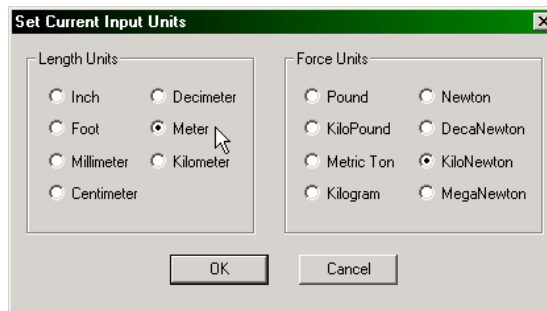 Set Current Input Units
Length Units
Inch
Decimeter
Foot
Meter
Millimeter
Kilometer
Centimeter
Force Units
Pound
Newton
KiloPound
DecaNewton
Metric Ton
KiloNewton
Kilogram
MegaNewton
OK
Cancel